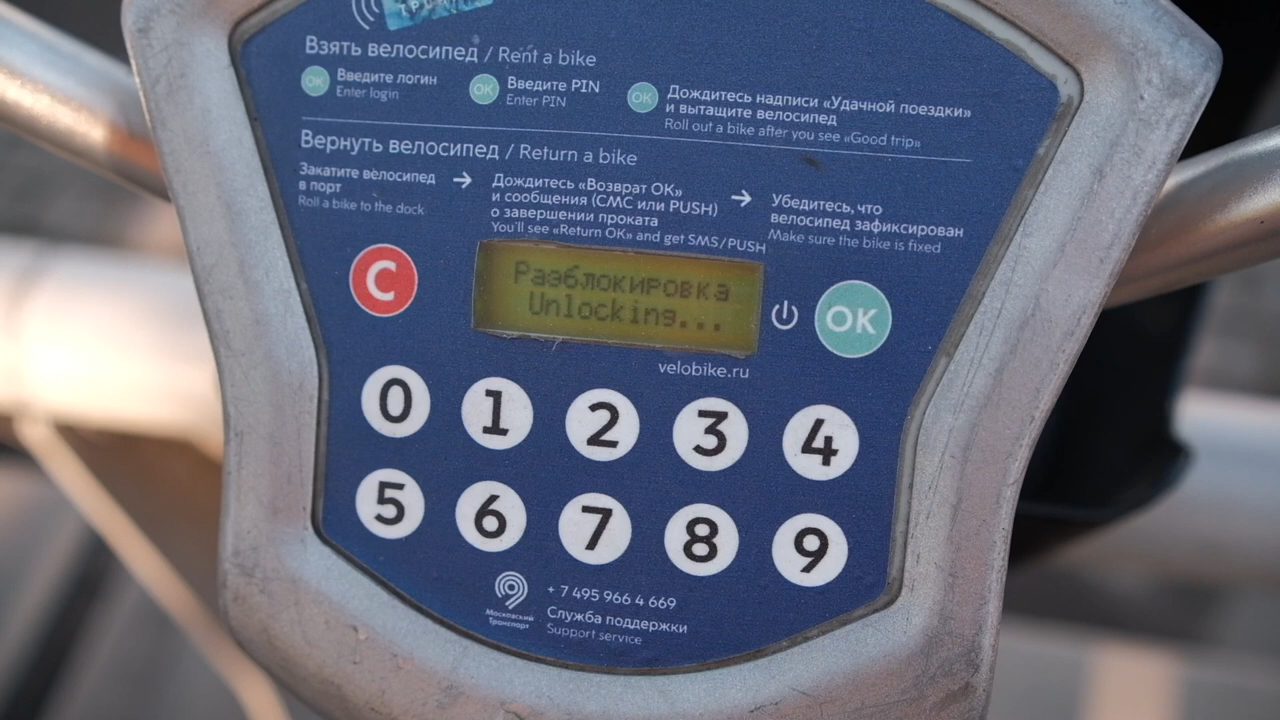 Взять велосипед / Rent a bike
OK Введите логин
Enter login
OK Введите PIN
Enter PIN
OK Дождитесь надписи «Удачной поездки»
и вытащите велосипед
Roll out a bike after you see «Good trip»
Вернуть велосипед / Return a bike
Закатите велосипед
в порт
Roll a bike to the dock
→ Дождитесь «Возврат ОК»
и сообщения (СМС или PUSH)
о завершении проката
You'll see «Return OK» and get SMS/PUSH
→ Убедитесь, что
велосипед зафиксирован
Make sure the bike is fixed
C
Разблокировка
Unlocking...
OK
velobike.ru
0 1 2 3 4
5 6 7 8 9
Московский
Транспорт
+ 7 495 966 4 669
Служба поддержки
Support service